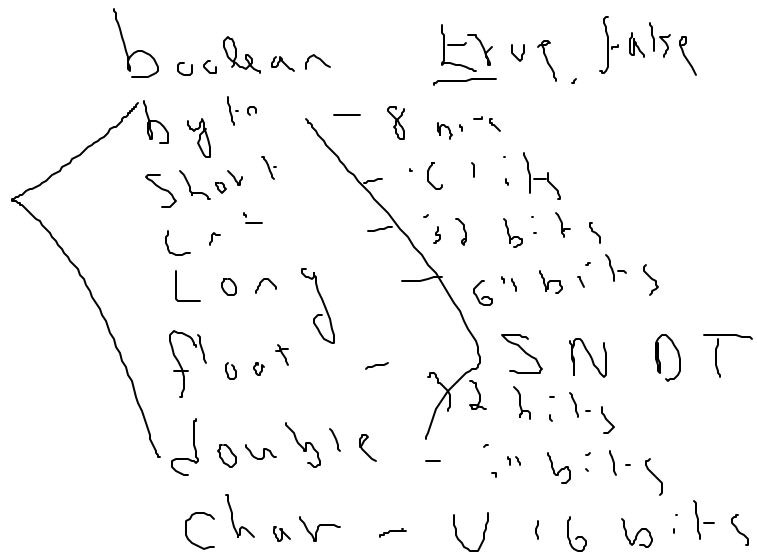 boolean true, false
byte - 8 bits
short - 16 bits
int - 32 bits
Long - 64 bits
float - 32 bits
SNDT
double - 64 bits
Char - U 16 bits